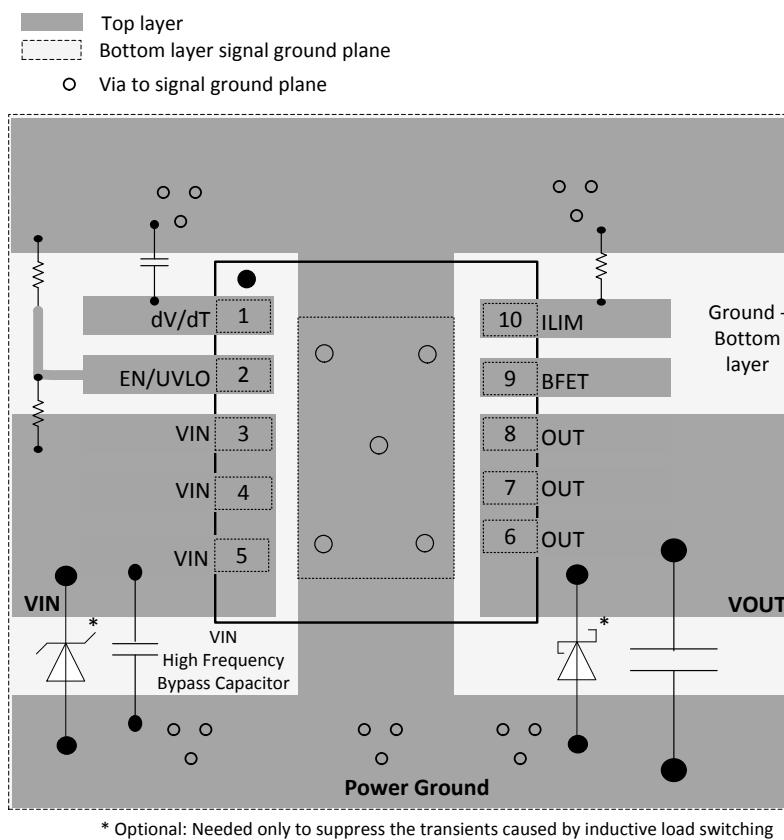 Top layer
Bottom layer signal ground plane
Via to signal ground plane
dV/dT 1
10 ILIM
Ground -
Bottom
layer
EN/UVLO 2
9 BFET
VIN 3
8 OUT
VIN 4
7 OUT
VIN 5
6 OUT
VIN
VOUT
*
*
VIN
High Frequency
Bypass Capacitor
Power Ground
* Optional: Needed only to suppress the transients caused by inductive load switching